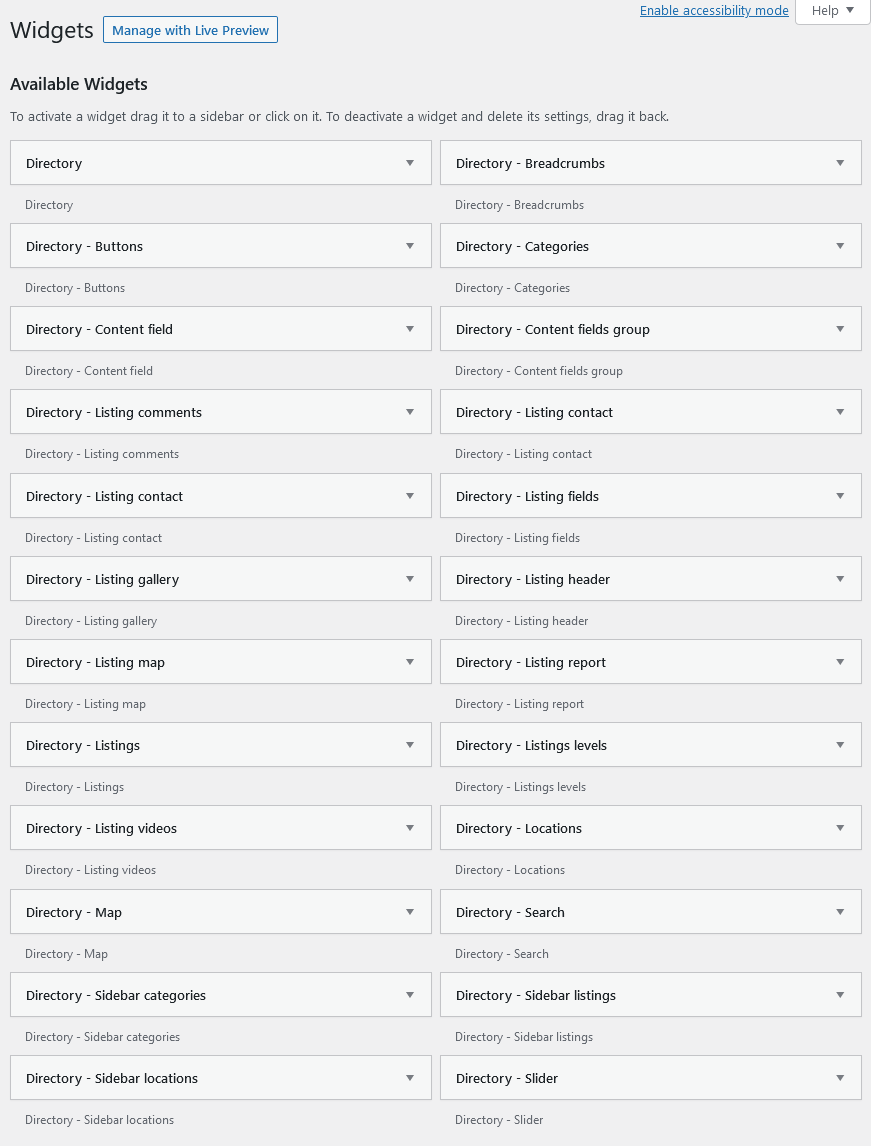 Enable accessibility mode
Help
Widgets
Manage with Live Preview
Available Widgets
To activate a widget drag it to a sidebar or click on it. To deactivate a widget and delete its settings, drag it back.
Directory
Directory - Breadcrumbs
Directory
Directory - Breadcrumbs
Directory - Buttons
Directory - Categories
Directory - Buttons
Directory - Categories
Directory - Content field
Directory - Content fields group
Directory - Content field
Directory - Content fields group
Directory - Listing comments
Directory - Listing contact
Directory - Listing comments
Directory - Listing contact
Directory - Listing contact
Directory - Listing fields
Directory - Listing contact
Directory - Listing fields
Directory - Listing gallery
Directory - Listing header
Directory - Listing gallery
Directory - Listing header
Directory - Listing map
Directory - Listing report
Directory - Listing map
Directory - Listing report
Directory - Listings
Directory - Listings levels
Directory - Listings
Directory - Listings levels
Directory - Listing videos
Directory - Locations
Directory - Listing videos
Directory - Locations
Directory - Map
Directory - Search
Directory - Map
Directory - Search
Directory - Sidebar categories
Directory - Sidebar listings
Directory - Sidebar categories
Directory - Sidebar listings
Directory - Sidebar locations
Directory - Slider
Directory - Sidebar locations
Directory - Slider